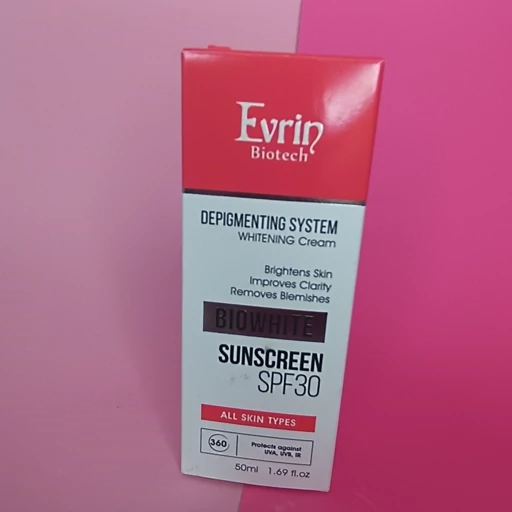 Evrin
Biotech
DEPIGMENTING SYSTEM
WHITENING Cream
Brightens Skin
Improves Clarity
Removes Blemishes
BIOWHITE
SUNSCREEN
SPF30
ALL SKIN TYPES
360
Protects against
UVA, UVB, IR
50ml 1.69 fl.oz